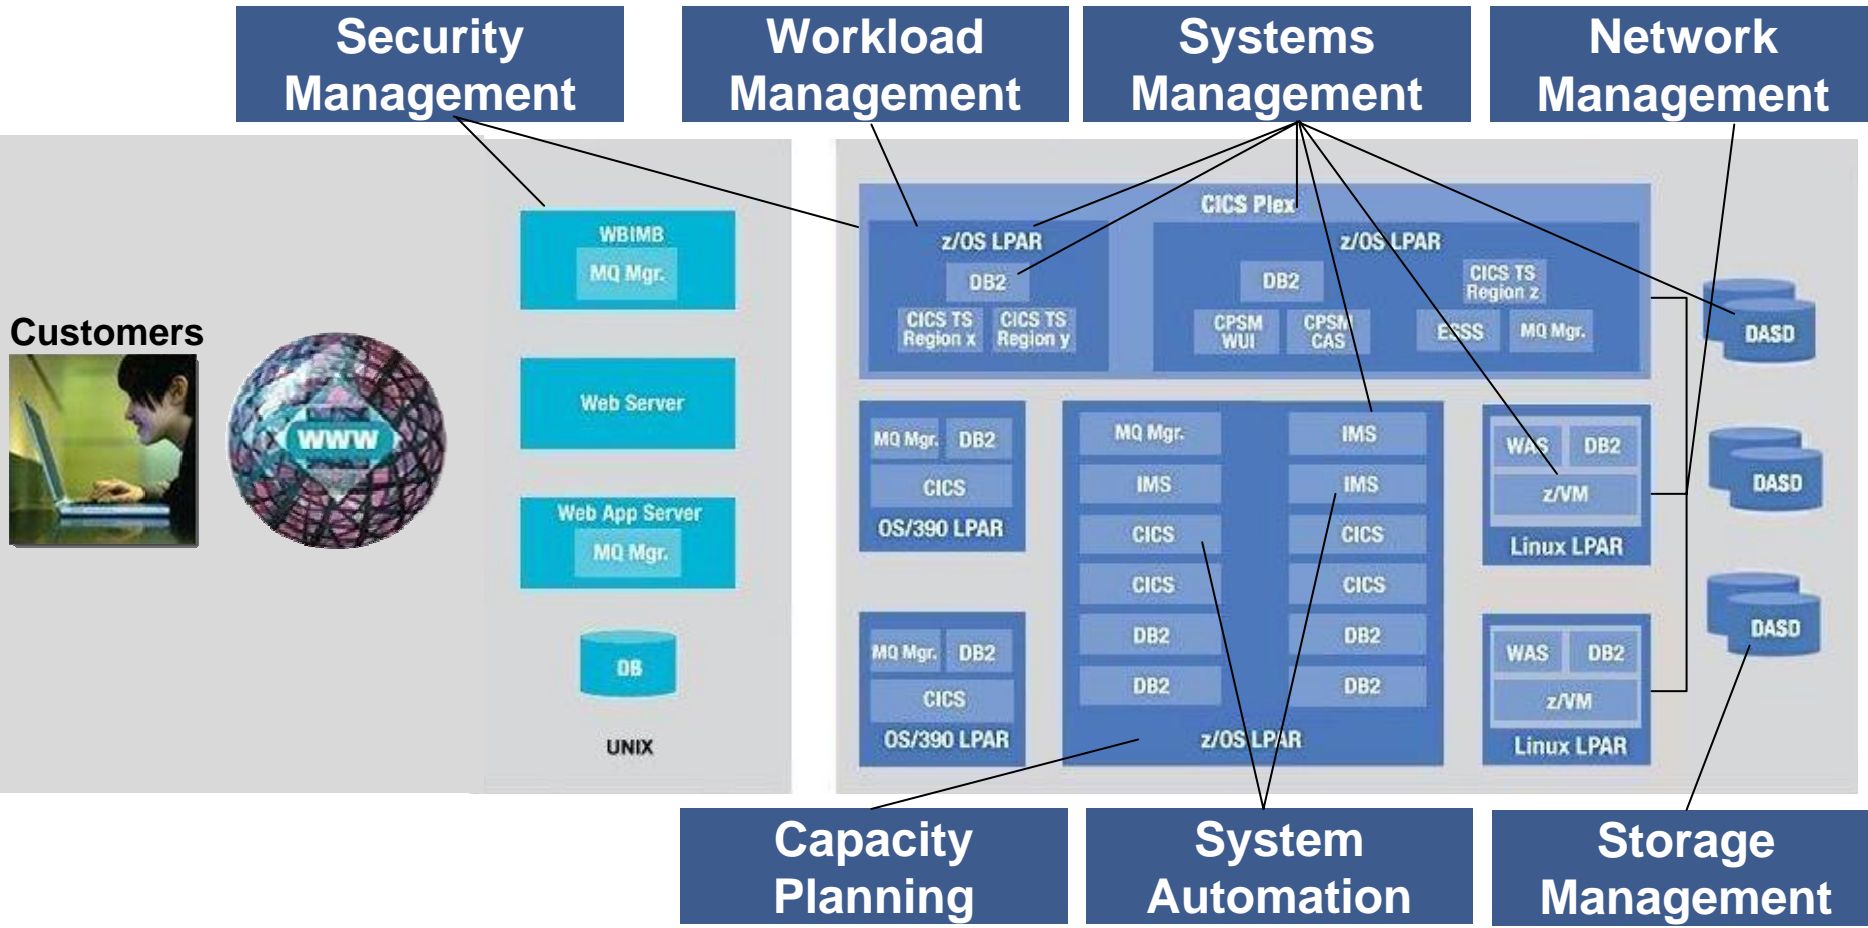 Security
Management
Workload
Management
Systems
Management
Network
Management
Customers
WWW
WBIMB
MQ Mgr.
Web Server
Web App Server
MQ Mgr.
DB
UNIX
CICS Plex
z/OS LPAR
DB2
CICS TS
Region x
CICS TS
Region y
z/OS LPAR
DB2
CICS TS
Region z
CPSM
WUI
CPSM
CAS
ESSS
MQ Mgr.
MQ Mgr.
DB2
CICS
OS/390 LPAR
MQ Mgr.
DB2
CICS
OS/390 LPAR
MQ Mgr.
IMS
IMS
IMS
CICS
CICS
CICS
CICS
DB2
DB2
DB2
DB2
z/OS LPAR
WAS
DB2
z/VM
Linux LPAR
WAS
DB2
z/VM
Linux LPAR
DASD
DASD
DASD
Capacity
Planning
System
Automation
Storage
Management